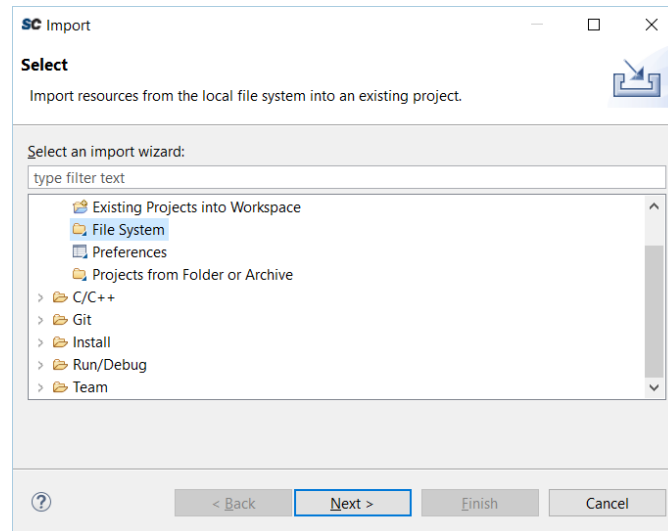 SC Import
Select
Import resources from the local file system into an existing project.
Select an import wizard:
type filter text
Existing Projects into Workspace
File System
Preferences
Projects from Folder or Archive
> C/C++
> Git
> Install
> Run/Debug
> Team
? < Back Next > Finish Cancel